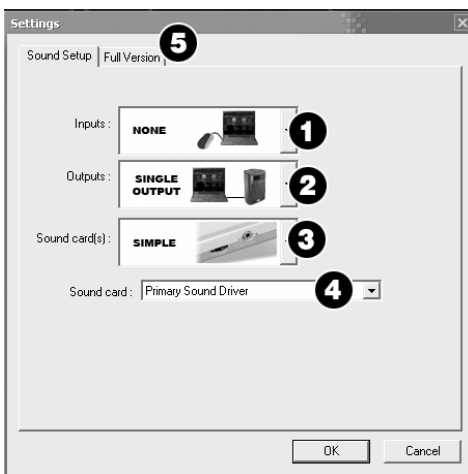 Settings
5
Sound Setup Full Version
Inputs : NONE 1
Outputs : SINGLE OUTPUT 2
Sound card(s) : SIMPLE 3
Sound card : Primary Sound Driver 4
OK Cancel